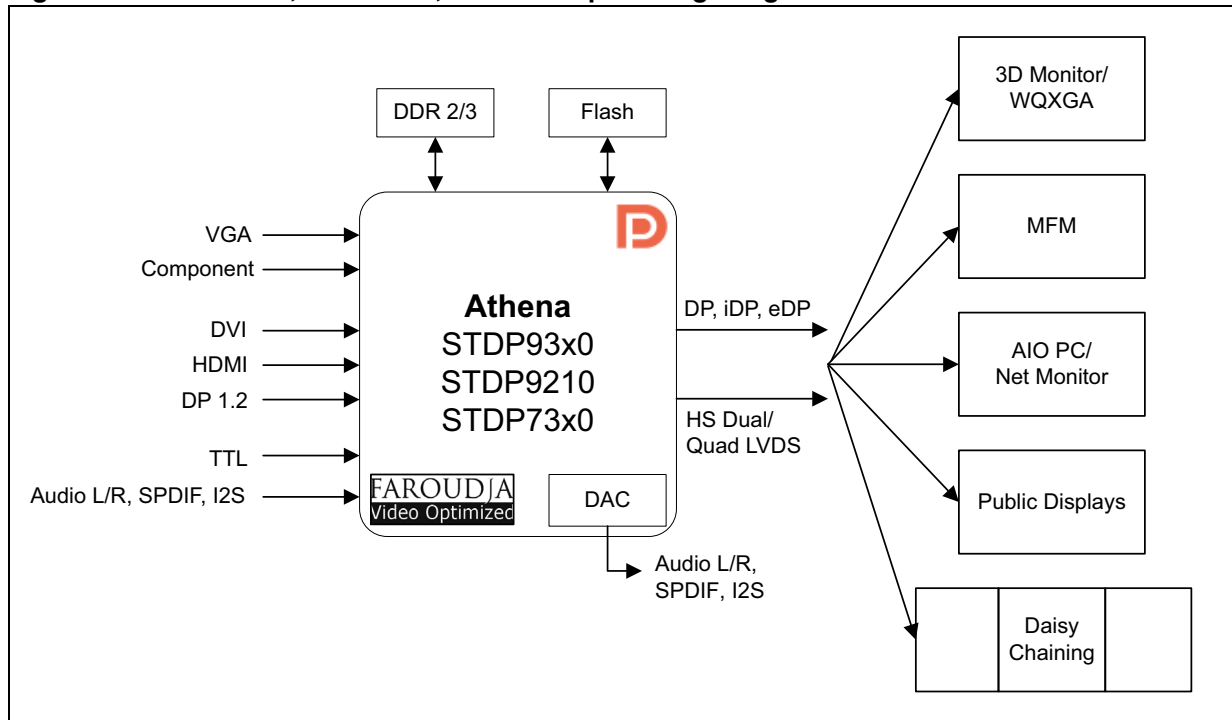 DDR 2/3
Flash
VGA
Component
DVI
HDMI
DP 1.2
TTL
Audio L/R, SPDIF, I2S
Athena
STDP93x0
STDP9210
STDP73x0
FAROUDJA
Video Optimized
DAC
Audio L/R,
SPDIF, I2S
DP, iDP, eDP
HS Dual/
Quad LVDS
3D Monitor/
WQXGA
MFM
AIO PC/
Net Monitor
Public Displays
Daisy
Chaining